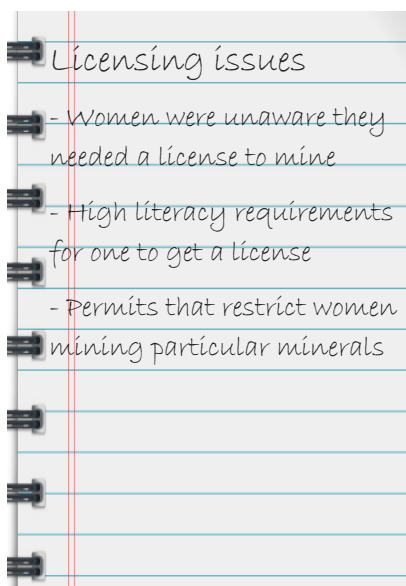 Licensing issues
- Women were unaware they
needed a license to mine
- High literacy requirements
for one to get a license
- Permits that restrict women
mining particular minerals